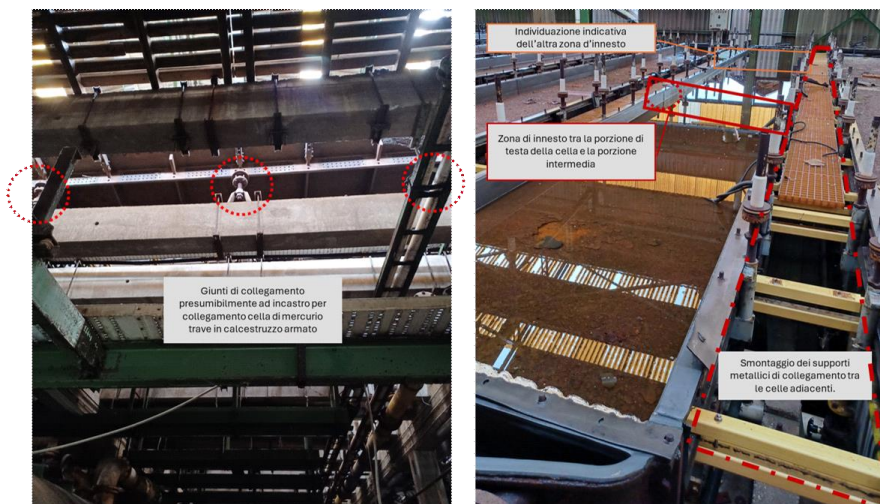 Giunti di collegamento
presumibilmente ad incastro per
collegamento cella di mercurio
trave in calcestruzzo armato
Individuazione indicativa
dell'altra zona d'innesto
Zona di innesto tra la porzione di
testa della cella e la porzione
intermedia
Smontaggio dei supporti
metallici di collegamento tra
le celle adiacenti.